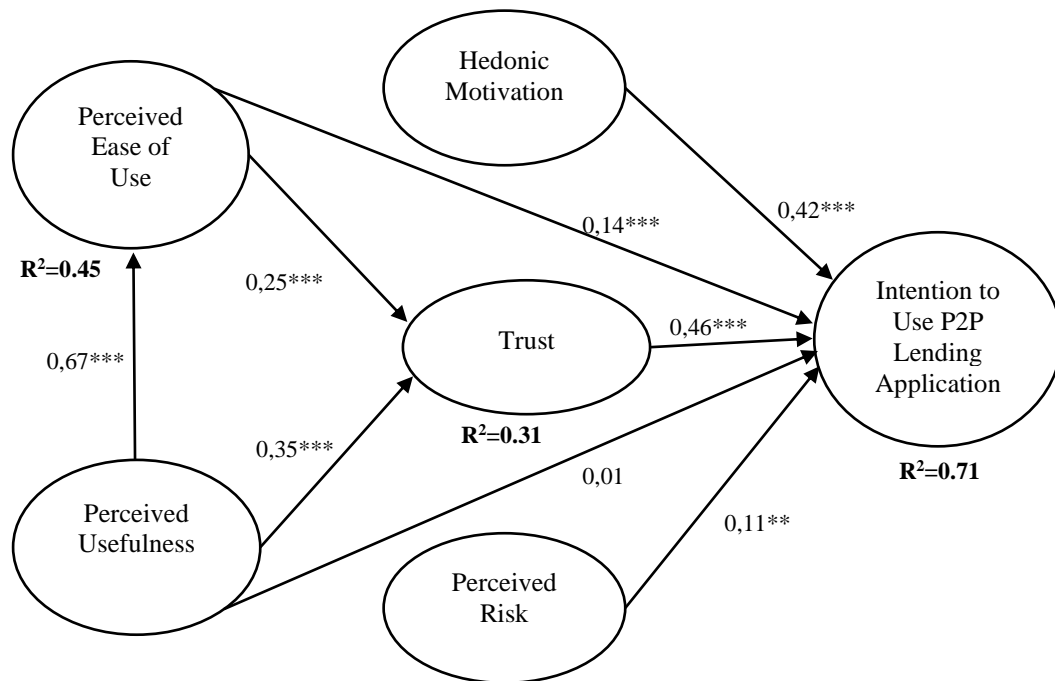 Hedonic
Motivation
Perceived
Ease of
Use
0,42***
0,14***
R²=0.45
0,25***
Intention to
Use P2P
Lending
Application
Trust
0,46***
0,67***
R²=0.31
0,35***
0,01
R²=0.71
Perceived
Usefulness
0,11**
Perceived
Risk